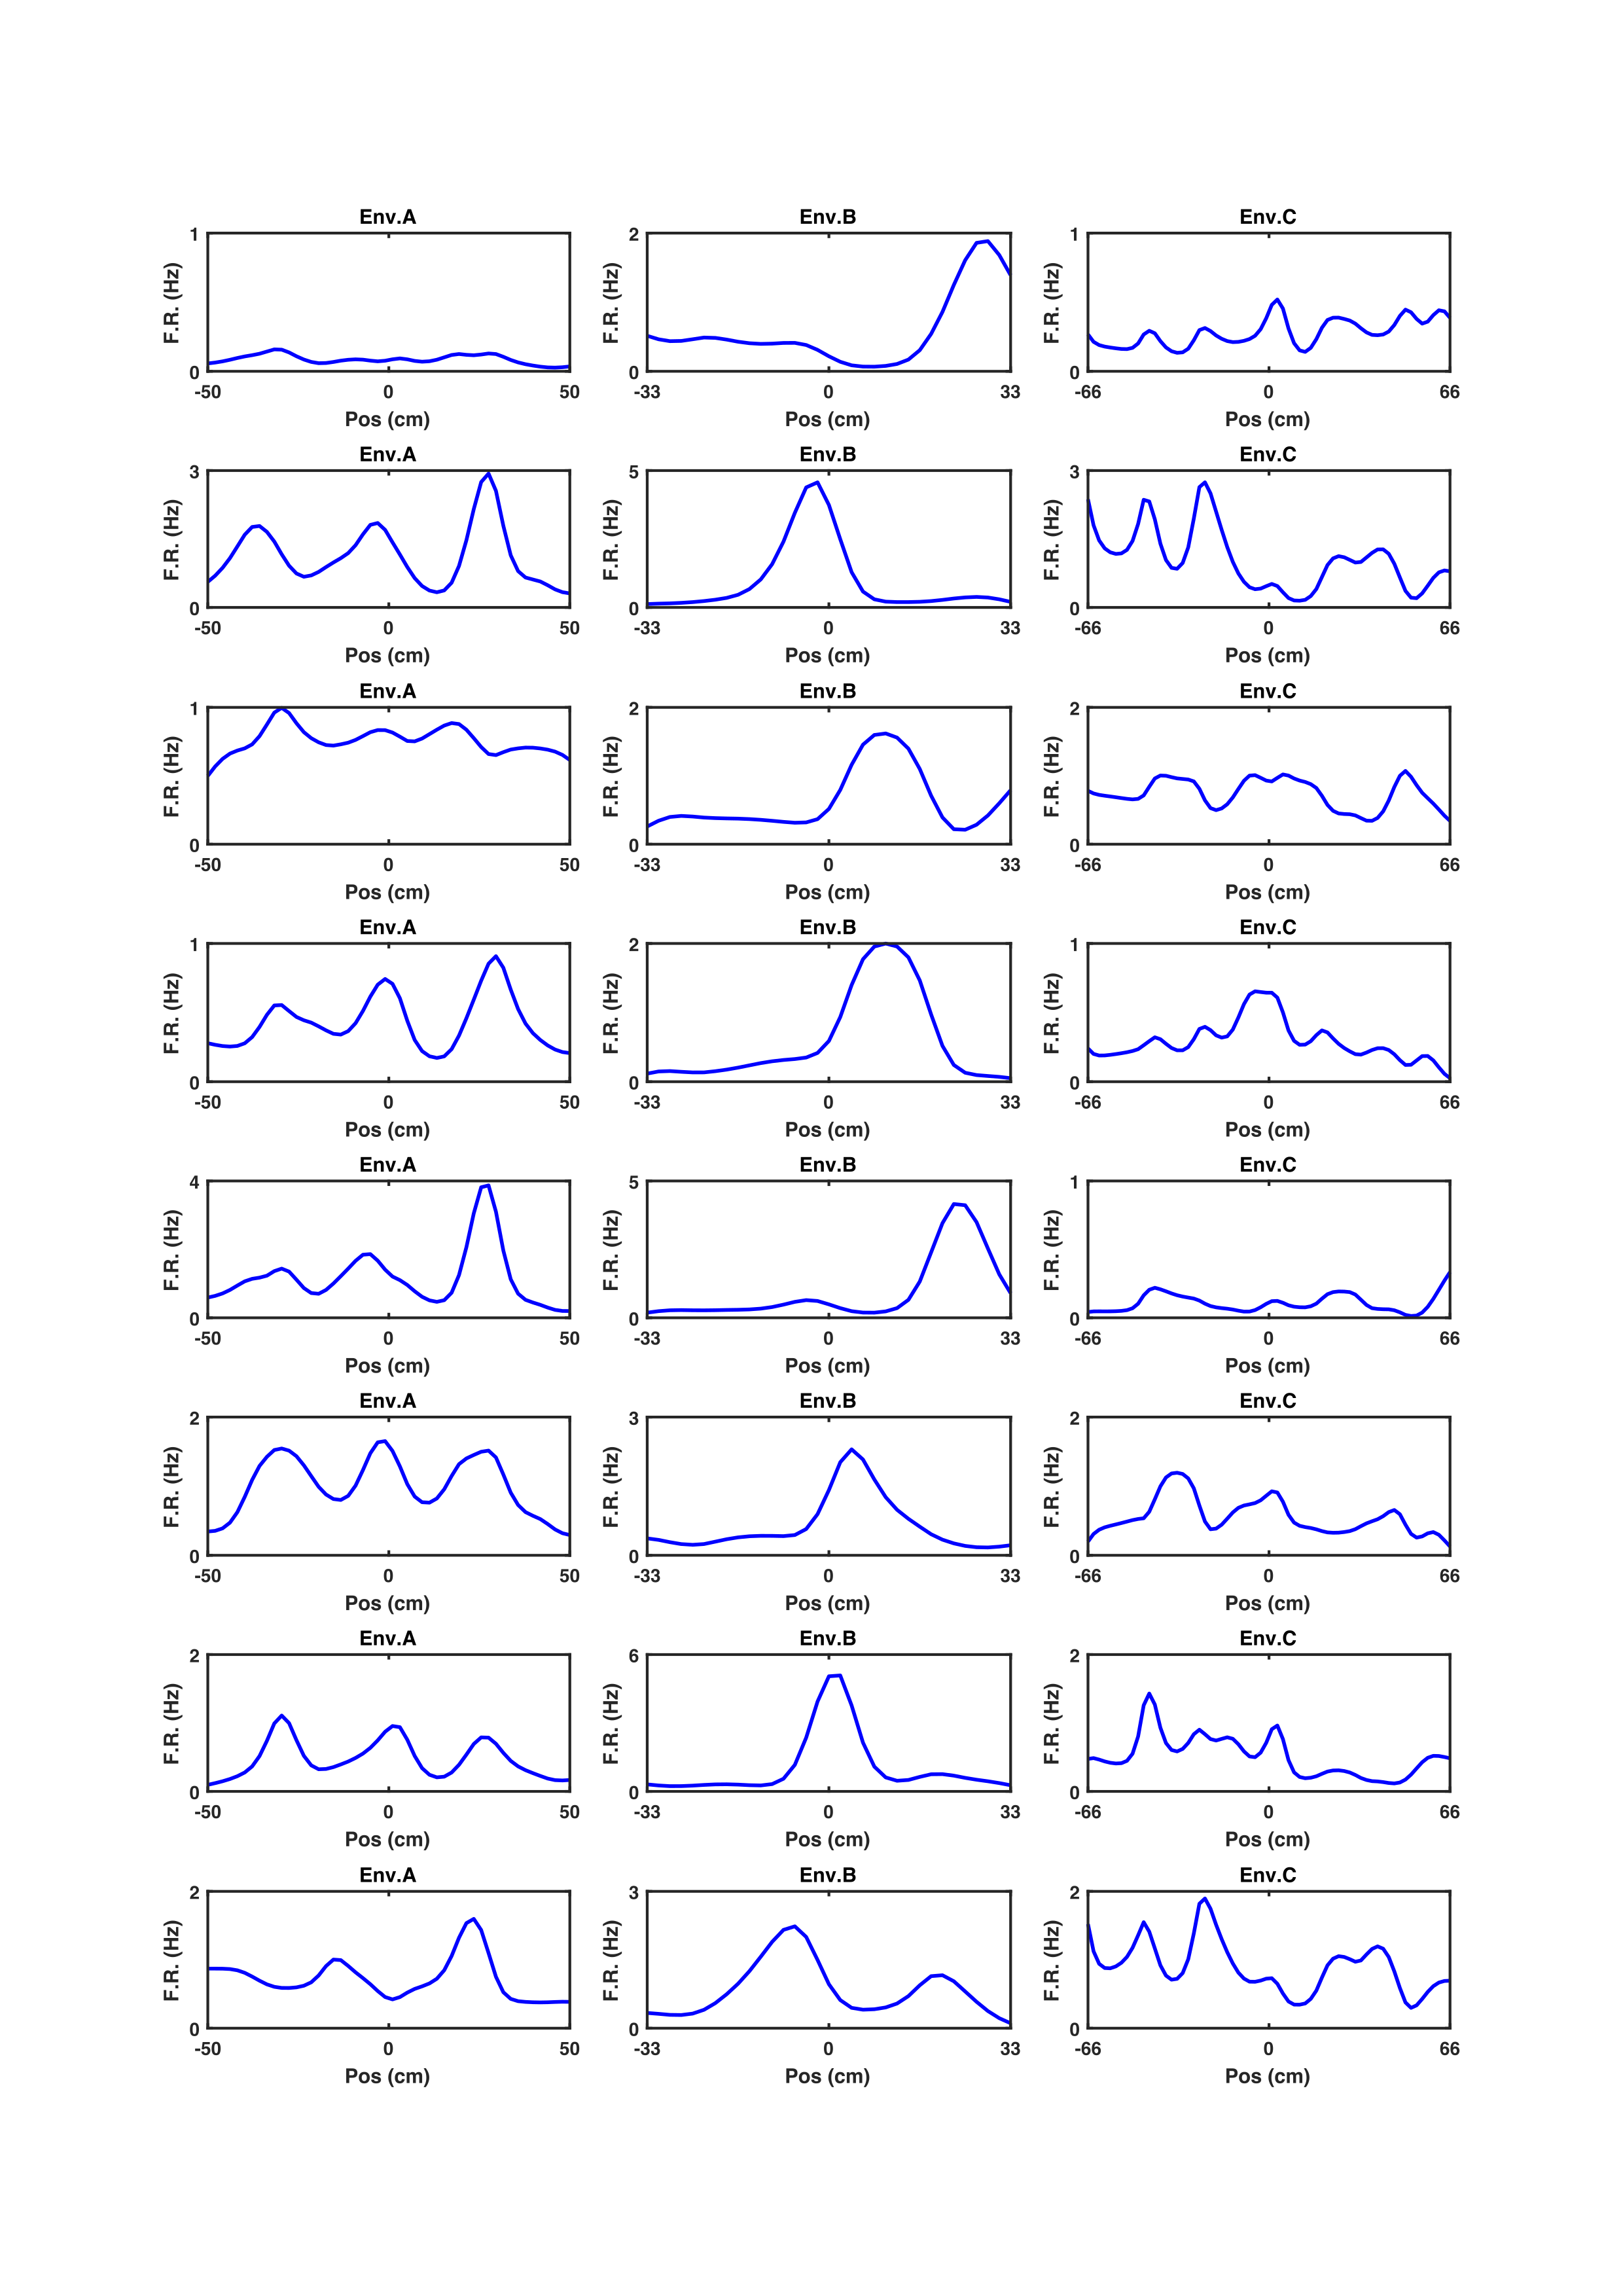 Env.A Env.B Env.C
1 2 1
F.R. (Hz) F.R. (Hz) F.R. (Hz)
0 0 0
-50 0 50 -33 0 33 -66 0 66
Pos (cm) Pos (cm) Pos (cm)
Env.A Env.B Env.C
3 5 3
F.R. (Hz) F.R. (Hz) F.R. (Hz)
0 0 0
-50 0 50 -33 0 33 -66 0 66
Pos (cm) Pos (cm) Pos (cm)
Env.A Env.B Env.C
1 2 2
F.R. (Hz) F.R. (Hz) F.R. (Hz)
0 0 0
-50 0 50 -33 0 33 -66 0 66
Pos (cm) Pos (cm) Pos (cm)
Env.A Env.B Env.C
1 2 1
F.R. (Hz) F.R. (Hz) F.R. (Hz)
0 0 0
-50 0 50 -33 0 33 -66 0 66
Pos (cm) Pos (cm) Pos (cm)
Env.A Env.B Env.C
4 5 1
F.R. (Hz) F.R. (Hz) F.R. (Hz)
0 0 0
-50 0 50 -33 0 33 -66 0 66
Pos (cm) Pos (cm) Pos (cm)
Env.A Env.B Env.C
2 3 2
F.R. (Hz) F.R. (Hz) F.R. (Hz)
0 0 0
-50 0 50 -33 0 33 -66 0 66
Pos (cm) Pos (cm) Pos (cm)
Env.A Env.B Env.C
2 6 2
F.R. (Hz) F.R. (Hz) F.R. (Hz)
0 0 0
-50 0 50 -33 0 33 -66 0 66
Pos (cm) Pos (cm) Pos (cm)
Env.A Env.B Env.C
2 3 2
F.R. (Hz) F.R. (Hz) F.R. (Hz)
0 0 0
-50 0 50 -33 0 33 -66 0 66
Pos (cm) Pos (cm) Pos (cm)